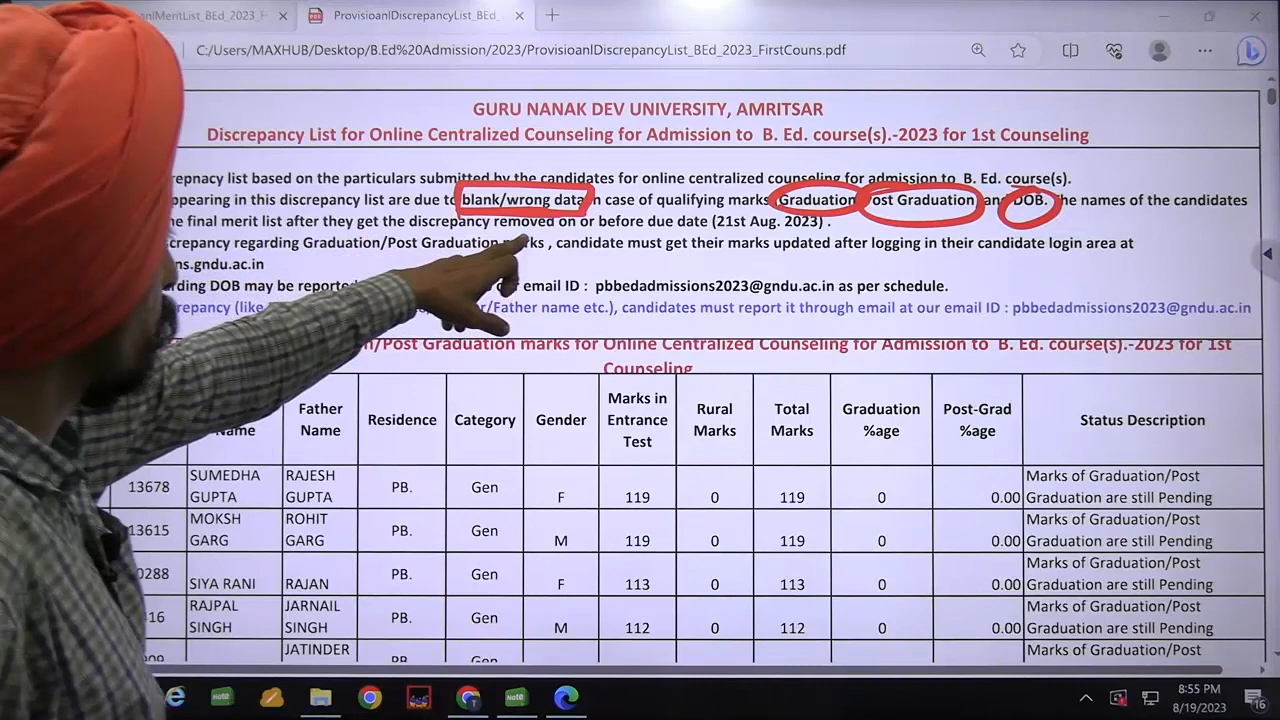 anlMeritList_BEd_2023_F
ProvisioanlDiscrepancyList_BEd_
C:/Users/MAXHUB/Desktop/B.Ed%20Admission/2023/ProvisioanlDiscrepancyList_BEd_2023_FirstCouns.pdf
GURU NANAK DEV UNIVERSITY, AMRITSAR
Discrepancy List for Online Centralized Counseling for Admission to B. Ed. course(s).-2023 for 1st Counseling
repnacy list based on the particulars submitted by the candidates for online centralized counseling for admission to B. Ed. course(s).
appearing in this discrepancy list are due to blank/wrong data in case of qualifying marks Graduation Post Graduation and DOB. The names of the candidates
he final merit list after they get the discrepancy removed on or before due date (21st Aug. 2023) .
screpancy regarding Graduation/Post Graduation marks , candidate must get their marks updated after logging in their candidate login area at
ns.gndu.ac.in
rding DOB may be reported our email ID : pbbedadmissions2023@gndu.ac.in as per schedule.
repancy (like r/Father name etc.), candidates must report it through email at our email ID : pbbedadmissions2023@gndu.ac.in
n/Post Graduation marks for Online Centralized Counseling for Admission to B. Ed. course(s).-2023 for 1st
Counseling
Name Father Name Residence Category Gender Marks in Entrance Test Rural Marks Total Marks Graduation %age Post-Grad %age Status Description
13678 SUMEDHA GUPTA RAJESH GUPTA PB. Gen F 119 0 119 0 0.00 Marks of Graduation/Post Graduation are still Pending
13615 MOKSH GARG ROHIT GARG PB. Gen M 119 0 119 0 0.00 Marks of Graduation/Post Graduation are still Pending
0288 SIYA RANI RAJAN PB. Gen F 113 0 113 0 0.00 Marks of Graduation/Post Graduation are still Pending
16 RAJPAL SINGH JARNAIL SINGH PB. Gen M 112 0 112 0 0.00 Marks of Graduation/Post Graduation are still Pending
JATINDER PB Gen Marks of Graduation/Post
Note
Note
8:55 PM
8/19/2023
16